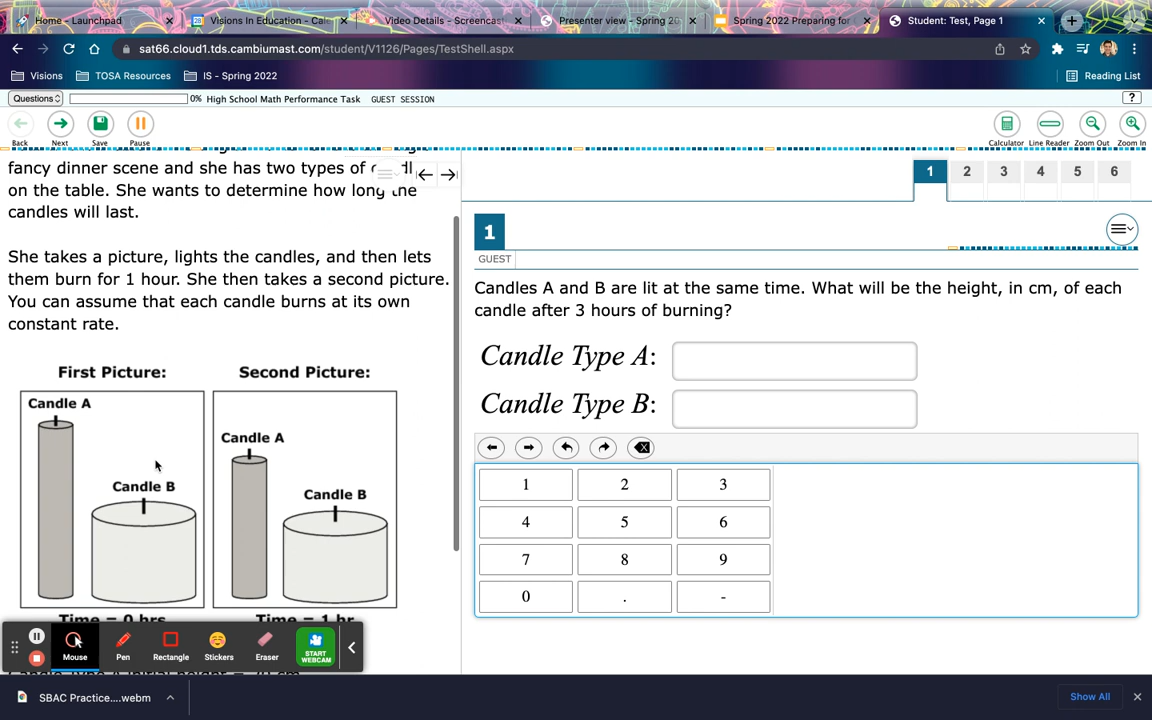 Home - Launchpad
Visions In Education - Cale
Video Details - Screencas
Presenter view - Spring 20
Spring 2022 Preparing for
Student: Test, Page 1
sat66.cloud1.tds.cambiumast.com/student/V1126/Pages/TestShell.aspx
Visions
TOSA Resources
IS - Spring 2022
Reading List
Questions
0%
High School Math Performance Task
GUEST SESSION
?
Back
Next
Save
Pause
Calculator
Line Reader
Zoom Out
Zoom In
fancy dinner scene and she has two types of
on the table. She wants to determine how long the
candles will last.
She takes a picture, lights the candles, and then lets
them burn for 1 hour. She then takes a second picture.
You can assume that each candle burns at its own
constant rate.
First Picture:
Second Picture:
Candle A
Candle B
Candle A
Candle B
Time = 0 hrs
Time = 1 hr
1 2 3 4 5 6
1
GUEST
Candles A and B are lit at the same time. What will be the height, in cm, of each
candle after 3 hours of burning?
Candle Type A:
Candle Type B:
1 2 3
4 5 6
7 8 9
0 . -
Mouse
Pen
Rectangle
Stickers
Eraser
START
WEBCAM
SBAC Practice....webm
Show All